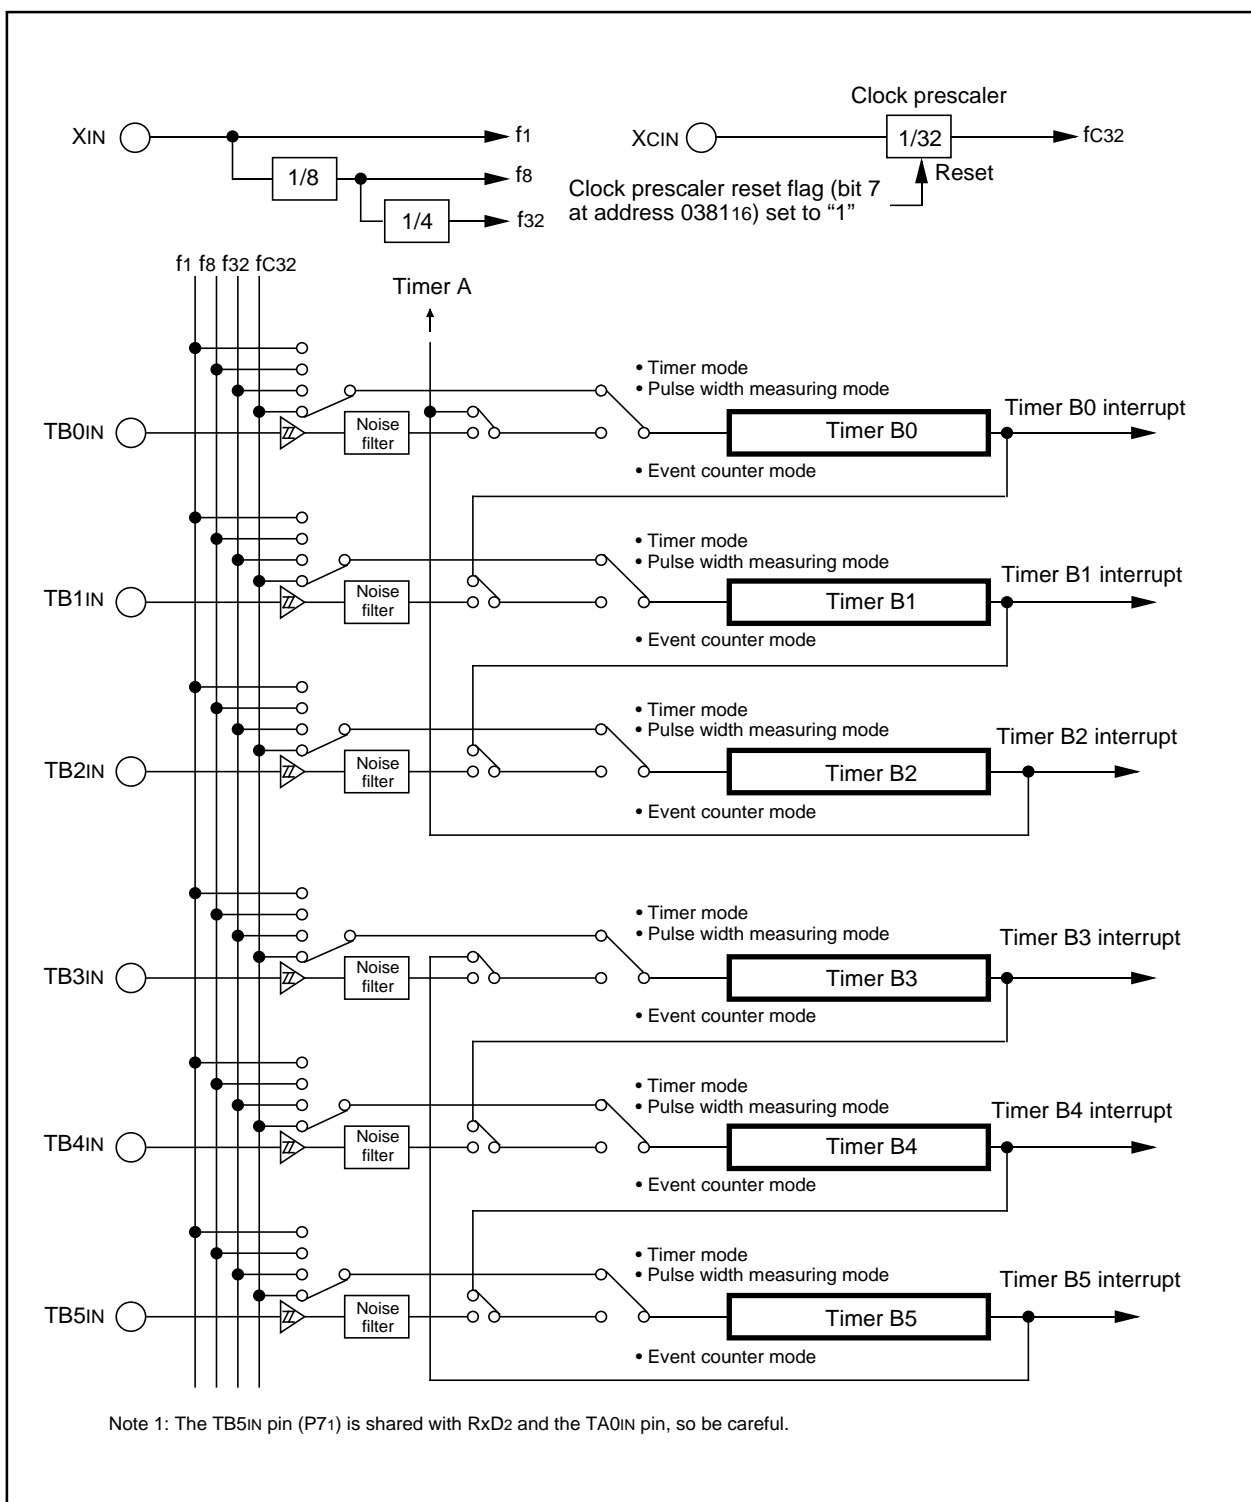 Clock prescaler
XIN
f1
XCIN
1/32
fC32
1/8
f8
Reset
Clock prescaler reset flag (bit 7
at address 038116) set to “1”
1/4
f32
f1 f8 f32 fC32
Timer A
• Timer mode
• Pulse width measuring mode
TB0IN
Noise
filter
Timer B0
Timer B0 interrupt
• Event counter mode
• Timer mode
• Pulse width measuring mode
TB1IN
Noise
filter
Timer B1
Timer B1 interrupt
• Event counter mode
• Timer mode
• Pulse width measuring mode
TB2IN
Noise
filter
Timer B2
Timer B2 interrupt
• Event counter mode
• Timer mode
• Pulse width measuring mode
TB3IN
Noise
filter
Timer B3
Timer B3 interrupt
• Event counter mode
• Timer mode
• Pulse width measuring mode
TB4IN
Noise
filter
Timer B4
Timer B4 interrupt
• Event counter mode
• Timer mode
• Pulse width measuring mode
TB5IN
Noise
filter
Timer B5
Timer B5 interrupt
• Event counter mode
Note 1: The TB5IN pin (P71) is shared with RxD2 and the TA0IN pin, so be careful.